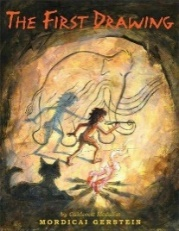 THE FIRST DRAWING
MORDICAI GERSTEIN